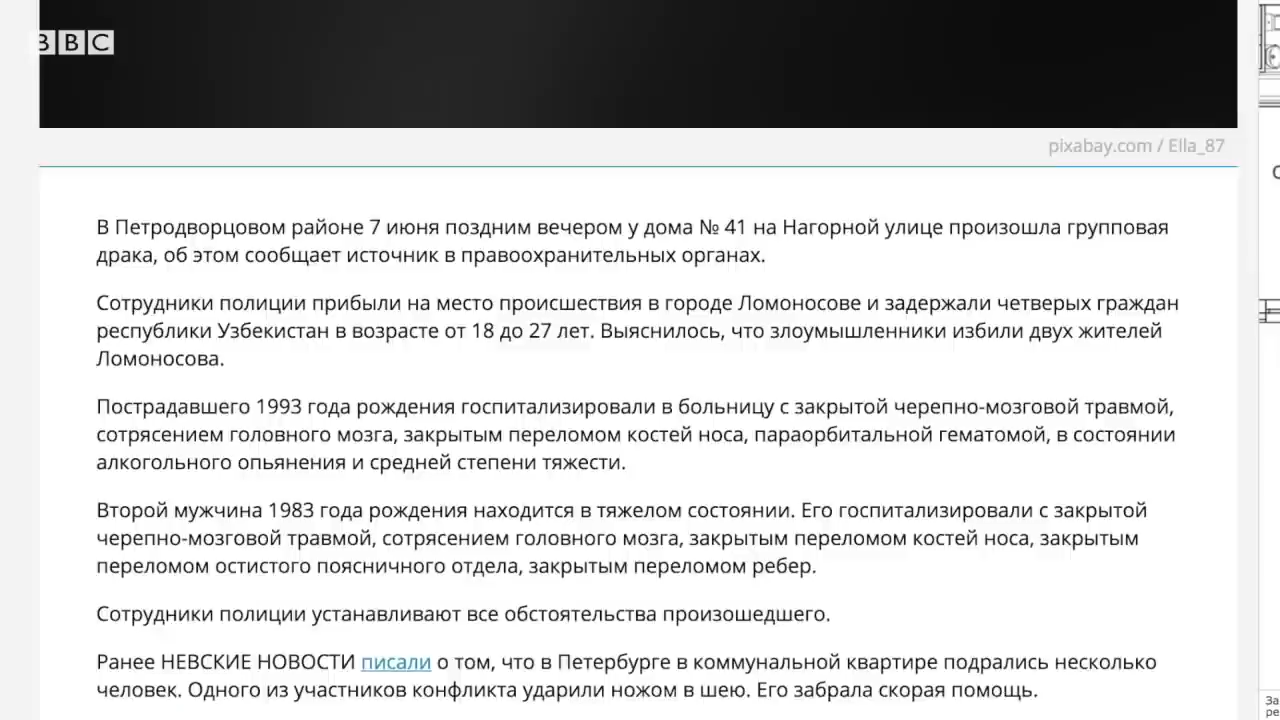 BBC
pixabay.com / Ella_87
В Петродворцовом районе 7 июня поздним вечером у дома № 41 на Нагорной улице произошла групповая
драка, об этом сообщает источник в правоохранительных органах.
Сотрудники полиции прибыли на место происшествия в городе Ломоносове и задержали четверых граждан
республики Узбекистан в возрасте от 18 до 27 лет. Выяснилось, что злоумышленники избили двух жителей
Ломоносова.
Пострадавшего 1993 года рождения госпитализировали в больницу с закрытой черепно-мозговой травмой,
сотрясением головного мозга, закрытым переломом костей носа, параорбитальной гематомой, в состоянии
алкогольного опьянения и средней степени тяжести.
Второй мужчина 1983 года рождения находится в тяжелом состоянии. Его госпитализировали с закрытой
черепно-мозговой травмой, сотрясением головного мозга, закрытым переломом костей носа, закрытым
переломом остистого поясничного отдела, закрытым переломом ребер.
Сотрудники полиции устанавливают все обстоятельства произошедшего.
Ранее НЕВСКИЕ НОВОСТИ писали о том, что в Петербурге в коммунальной квартире подрались несколько
человек. Одного из участников конфликта ударили ножом в шею. Его забрала скорая помощь.